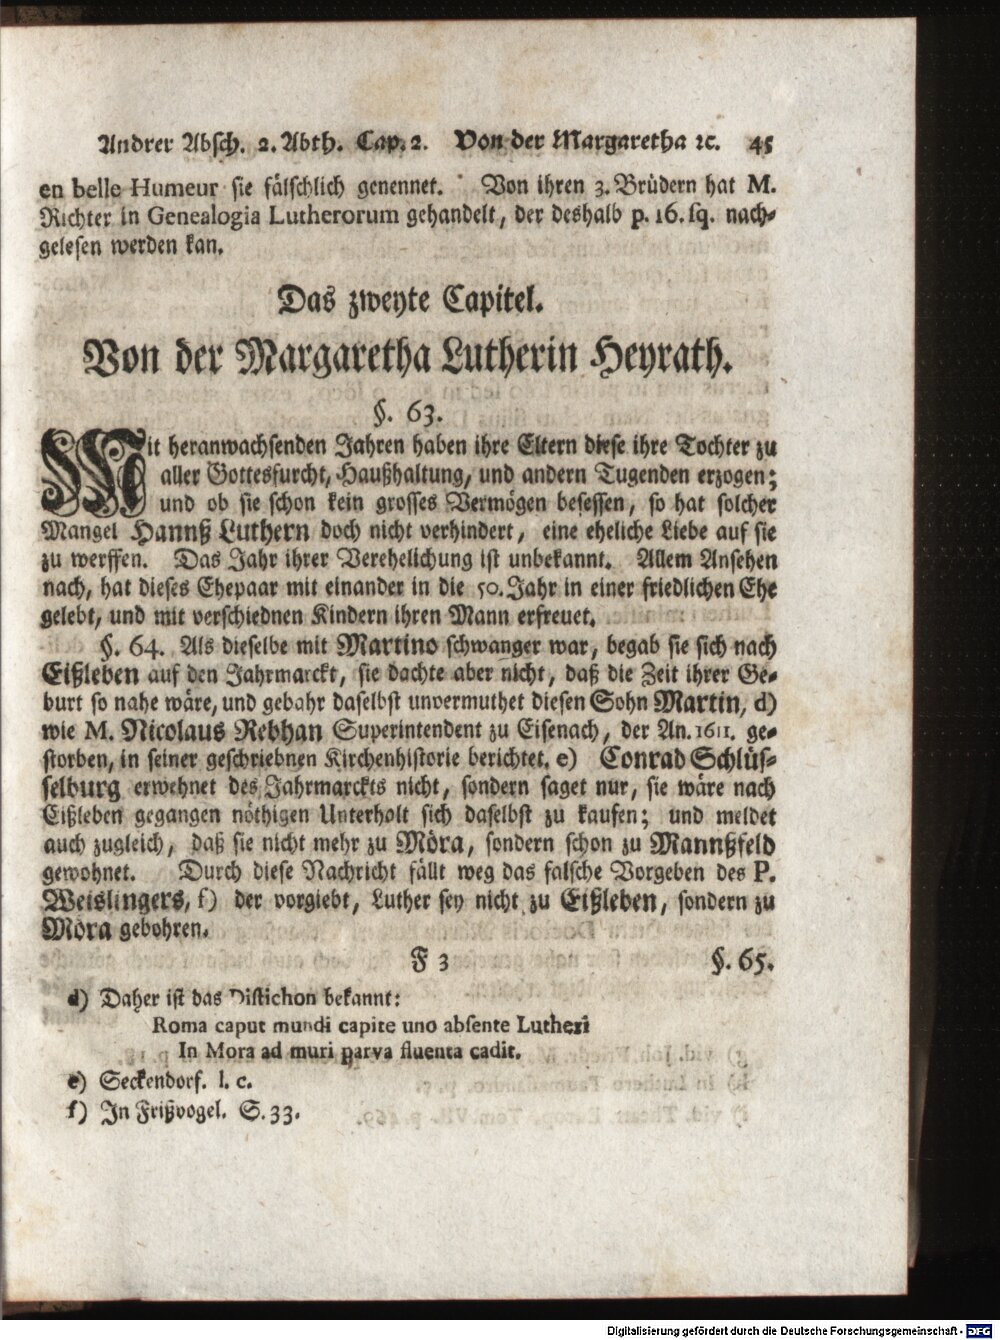 Andrer Absch. 2. Abth. Cap. 2. Von der Margaretha ꝛc. 45
en belle Humeur sie fälschlich genennet. Von ihren 3. Brüdern hat M.
Richter in Genealogia Lutherorum gehandelt, der deshalb p. 16. sq. nach-
gelesen werden kan.
Das zweyte Capitel.
Von der Margaretha Lutherin Heyrath.
§. 63.
Mit heranwachsenden Jahren haben ihre Eltern diese ihre Tochter zu
aller Gottesfurcht, Haußhaltung, und andern Tugenden erzogen;
und ob sie schon kein grosses Vermögen besessen, so hat solcher
Mangel Hannß Luthern doch nicht verhindert, eine eheliche Liebe auf sie
zu werffen. Das Jahr ihrer Verehelichung ist unbekannt. Allem Ansehen
nach, hat dieses Ehepaar mit einander in die 50. Jahr in einer friedlichen Ehe
gelebt, und mit verschiednen Kindern ihren Mann erfreuet.
§. 64. Als dieselbe mit Martino schwanger war, begab sie sich nach
Eißleben auf den Jahrmarckt, sie dachte aber nicht, daß die Zeit ihrer Ge-
burt so nahe wäre, und gebahr daselbst unvermuthet diesen Sohn Martin, d)
wie M. Nicolaus Rebhan Superintendent zu Eisenach, der An. 1611. ge-
storben, in seiner geschriebnen Kirchenhistorie berichtet. e) Conrad Schlüs-
selburg erwehnet des Jahrmarckts nicht, sondern saget nur, sie wäre nach
Eißleben gegangen nöthigen Unterhalt sich daselbst zu kaufen; und meldet
auch zugleich, daß sie nicht mehr zu Möra, sondern schon zu Mannßfeld
gewohnet. Durch diese Nachricht fällt weg das falsche Vorgeben des P.
Weislingers, f) der vorgiebt, Luther sey nicht zu Eißleben, sondern zu
Möra gebohren.
F 3 §. 65.
d) Daher ist das Distichon bekannt:
Roma caput mundi capite uno absente Lutheri
In Mora ad muri parva fluenta cadit.
e) Seckendorf. l. c.
f) In Frißvogel. S. 33.
Digitalisierung gefördert durch die Deutsche Forschungsgemeinschaft - DFG